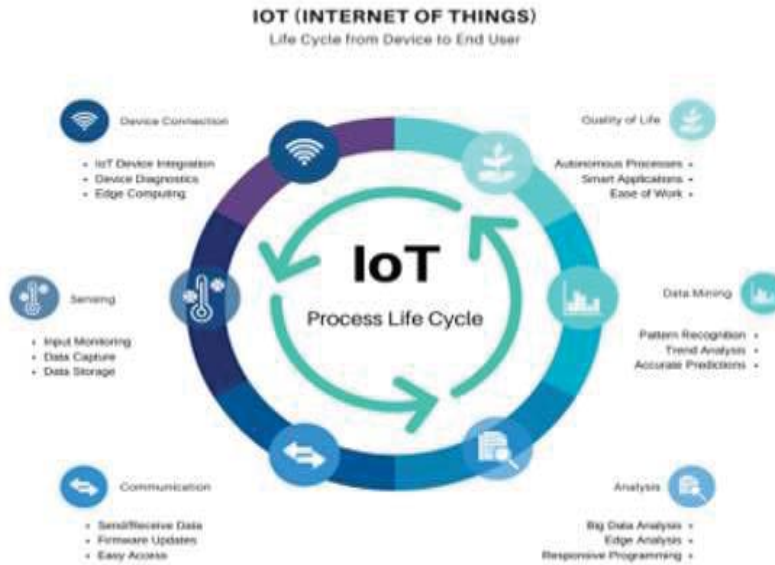 IOT (INTERNET OF THINGS)
Life Cycle from Device to End User
Device Connection
• IoT Device Integration
• Device Diagnostics
• Edge Computing
Quality of Life
Autonomous Processes •
Smart Applications •
Ease of Work •
IoT
Process Life Cycle
Sensing
• Input Monitoring
• Data Capture
• Data Storage
Data Mining
Pattern Recognition •
Trend Analysis •
Accurate Predictions •
Communication
• Send/Receive Data
• Firmware Updates
• Easy Access
Analysis
Big Data Analysis •
Edge Analysis •
Responsive Programming •